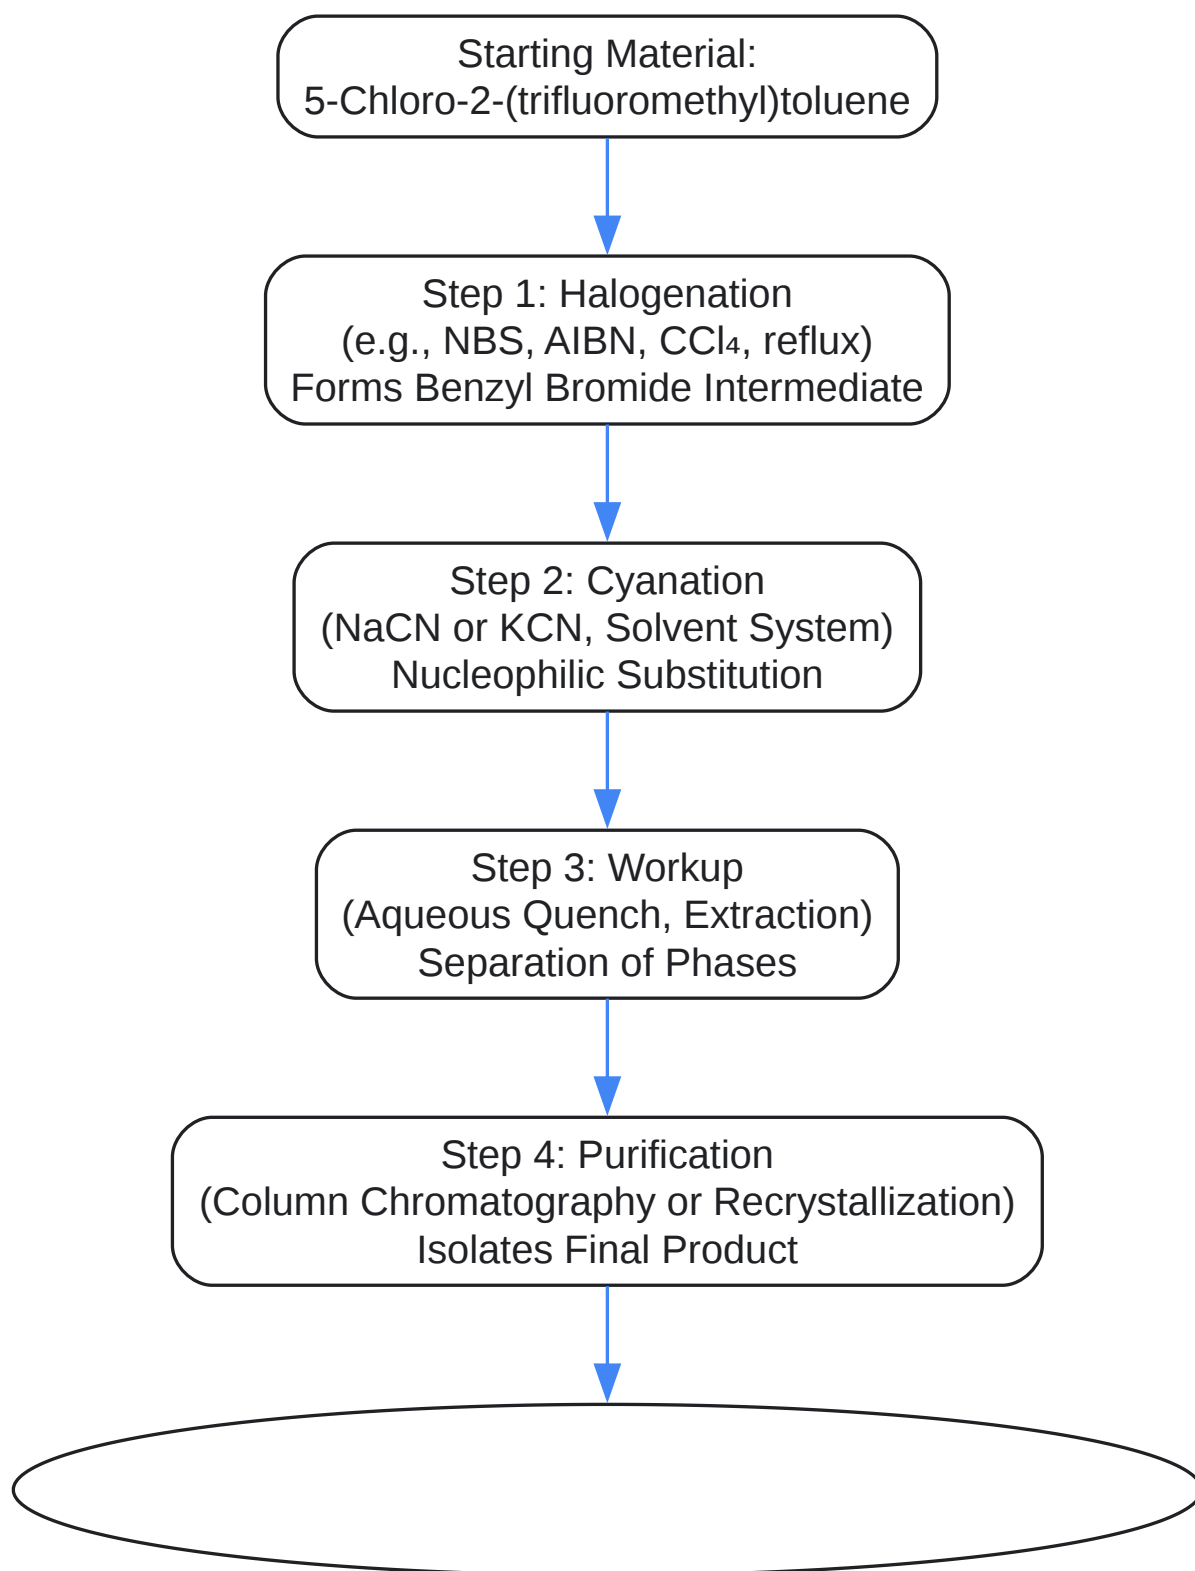 Starting Material:
5-Chloro-2-(trifluoromethyl)toluene
Step 1: Halogenation
(e.g., NBS, AIBN, CCl₄, reflux)
Forms Benzyl Bromide Intermediate
Step 2: Cyanation
(NaCN or KCN, Solvent System)
Nucleophilic Substitution
Step 3: Workup
(Aqueous Quench, Extraction)
Separation of Phases
Step 4: Purification
(Column Chromatography or Recrystallization)
Isolates Final Product